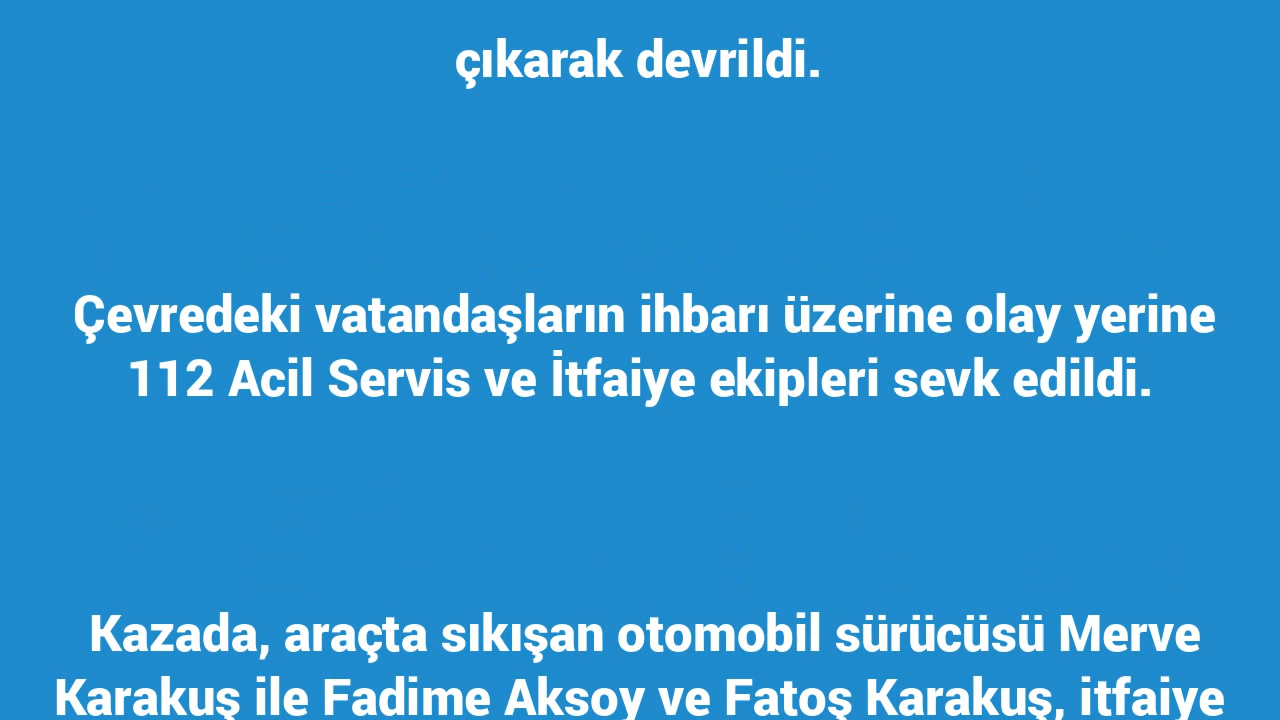 çıkarak devrildi.
Çevredeki vatandaşların ihbarı üzerine olay yerine
112 Acil Servis ve İtfaiye ekipleri sevk edildi.
Kazada, araçta sıkışan otomobil sürücüsü Merve
Karakuş ile Fadime Aksoy ve Fatoş Karakuş, itfaiye